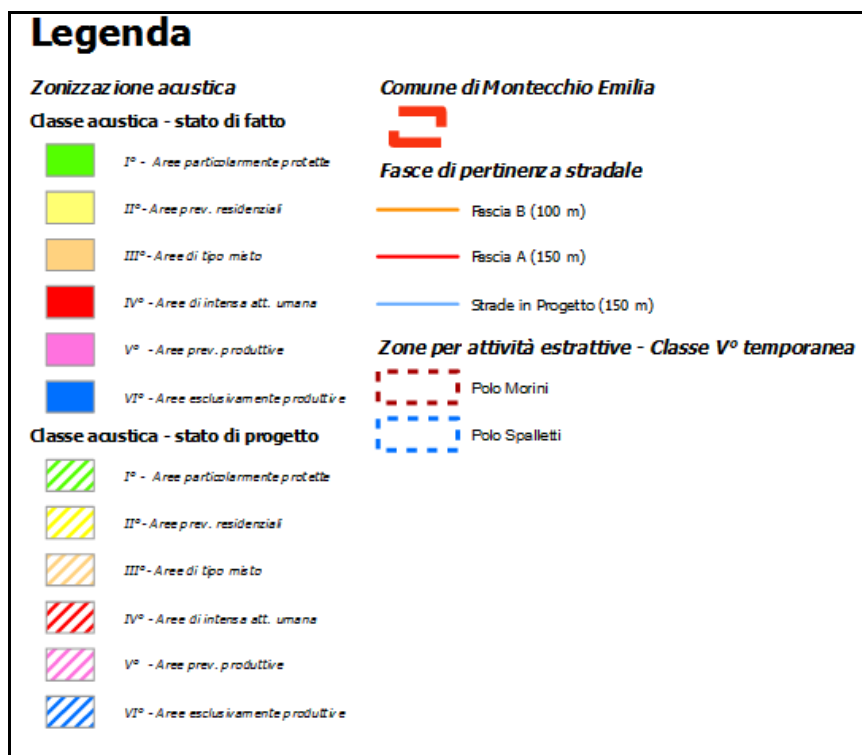 Legenda
Zonizzazione acustica
Classe acustica - stato di fatto
I° - Aree particolarmente protette
II° - Aree prev. residenziali
III° - Aree di tipo misto
IV° - Aree di intensa att. umana
V° - Aree prev. produttive
VI° - Aree esclusivamente produttive
Classe acustica - stato di progetto
I° - Aree particolarmente protette
II° - Aree prev. residenziali
III° - Aree di tipo misto
IV° - Aree di intensa att. umana
V° - Aree prev. produttive
VI° - Aree esclusivamente produttive
Comune di Montecchio Emilia
Fasce di pertinenza stradale
Fascia B (100 m)
Fascia A (150 m)
Strade in Progetto (150 m)
Zone per attività estrattive - Classe V° temporanea
Polo Morini
Polo Spalletti